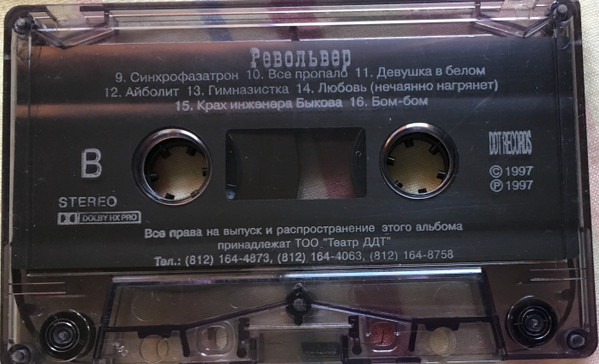 Револьвер
9. Синхрофазатрон 10. Все пропало 11. Девушка в белом
12. Айболит 13. Гимназистка 14. Любовь (нечаянно нагрянет)
15. Крах инженера Быкова 16. Бом-бом
B
DDT RECORDS
© 1997
℗ 1997
STEREO
DOLBY HX PRO
Все права на выпуск и распространение этого альбома
принадлежат ТОО "Театр ДДТ"
Тел.: (812) 164-4873, (812) 164-4063, (812) 164-8758